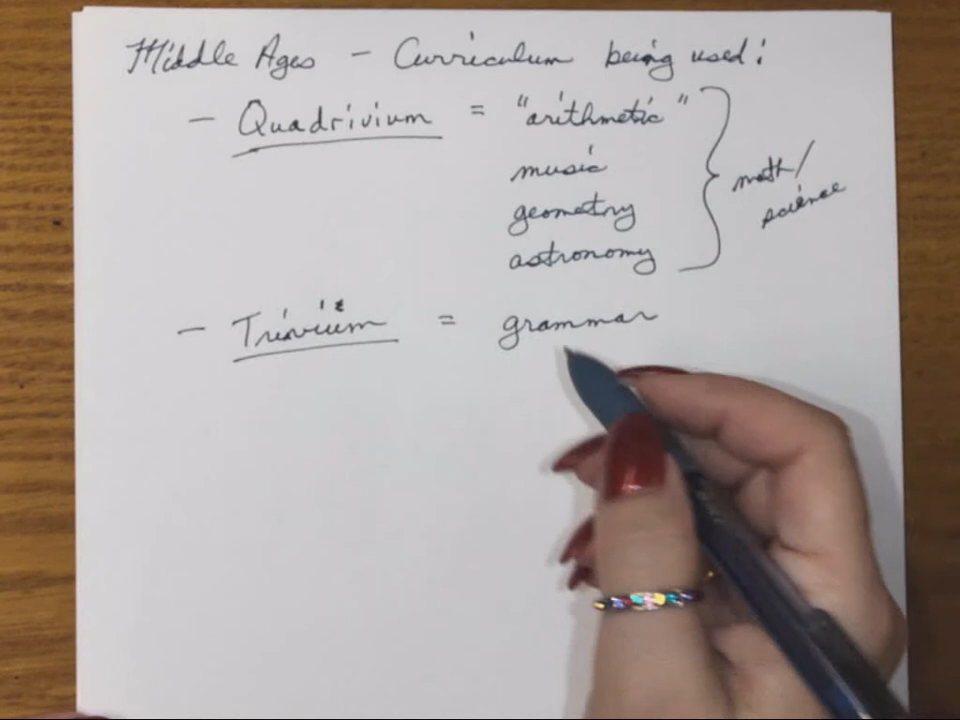 Middle Ages - Curriculum being used:
- Quadrivium = "arithmetic"
music
geometry
astronomy
math/
science
- Trivium = grammar